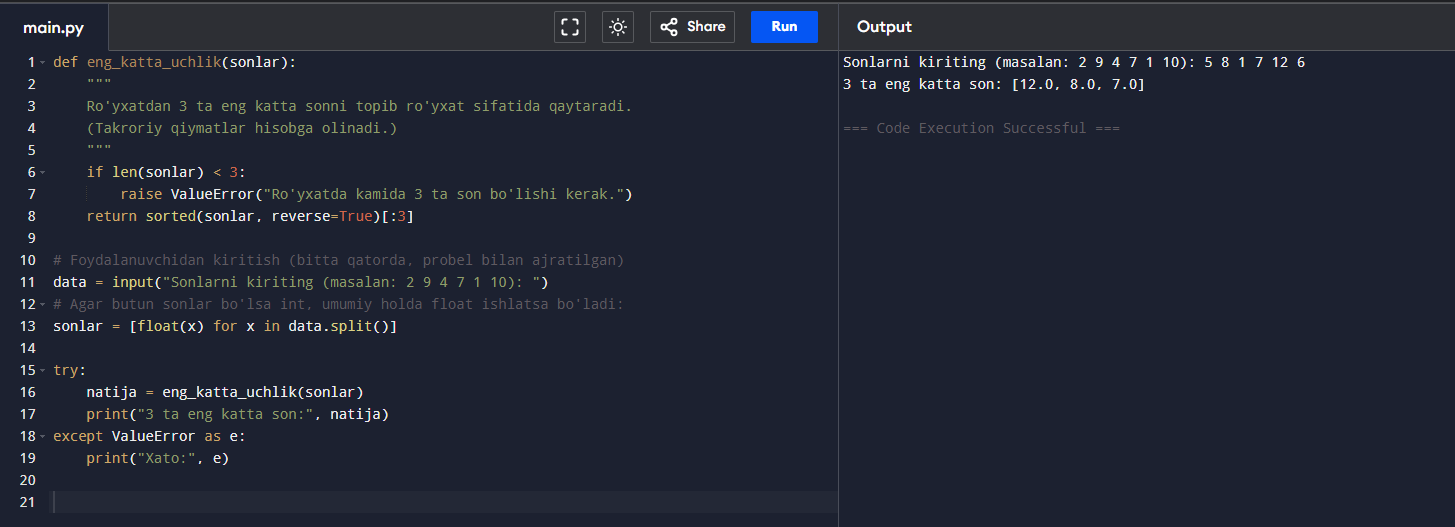 main.py
Share
Run
Output
1 def eng_katta_uchlik(sonlar):
2     """
3     Ro'yxatdan 3 ta eng katta sonni topib ro'yxat sifatida qaytaradi.
4     (Takroriy qiymatlar hisobga olinadi.)
5     """
6     if len(sonlar) < 3:
7         raise ValueError("Ro'yxatda kamida 3 ta son bo'lishi kerak.")
8     return sorted(sonlar, reverse=True)[:3]
9
10 # Foydalanuvchidan kiritish (bitta qatorda, probel bilan ajratilgan)
11 data = input("Sonlarni kiriting (masalan: 2 9 4 7 1 10): ")
12 # Agar butun sonlar bo'lsa int, umumiy holda float ishlatsa bo'ladi:
13 sonlar = [float(x) for x in data.split()]
14
15 try:
16     natija = eng_katta_uchlik(sonlar)
17     print("3 ta eng katta son:", natija)
18 except ValueError as e:
19     print("Xato:", e)
20
21
Sonlarni kiriting (masalan: 2 9 4 7 1 10): 5 8 1 7 12 6
3 ta eng katta son: [12.0, 8.0, 7.0]
=== Code Execution Successful ===